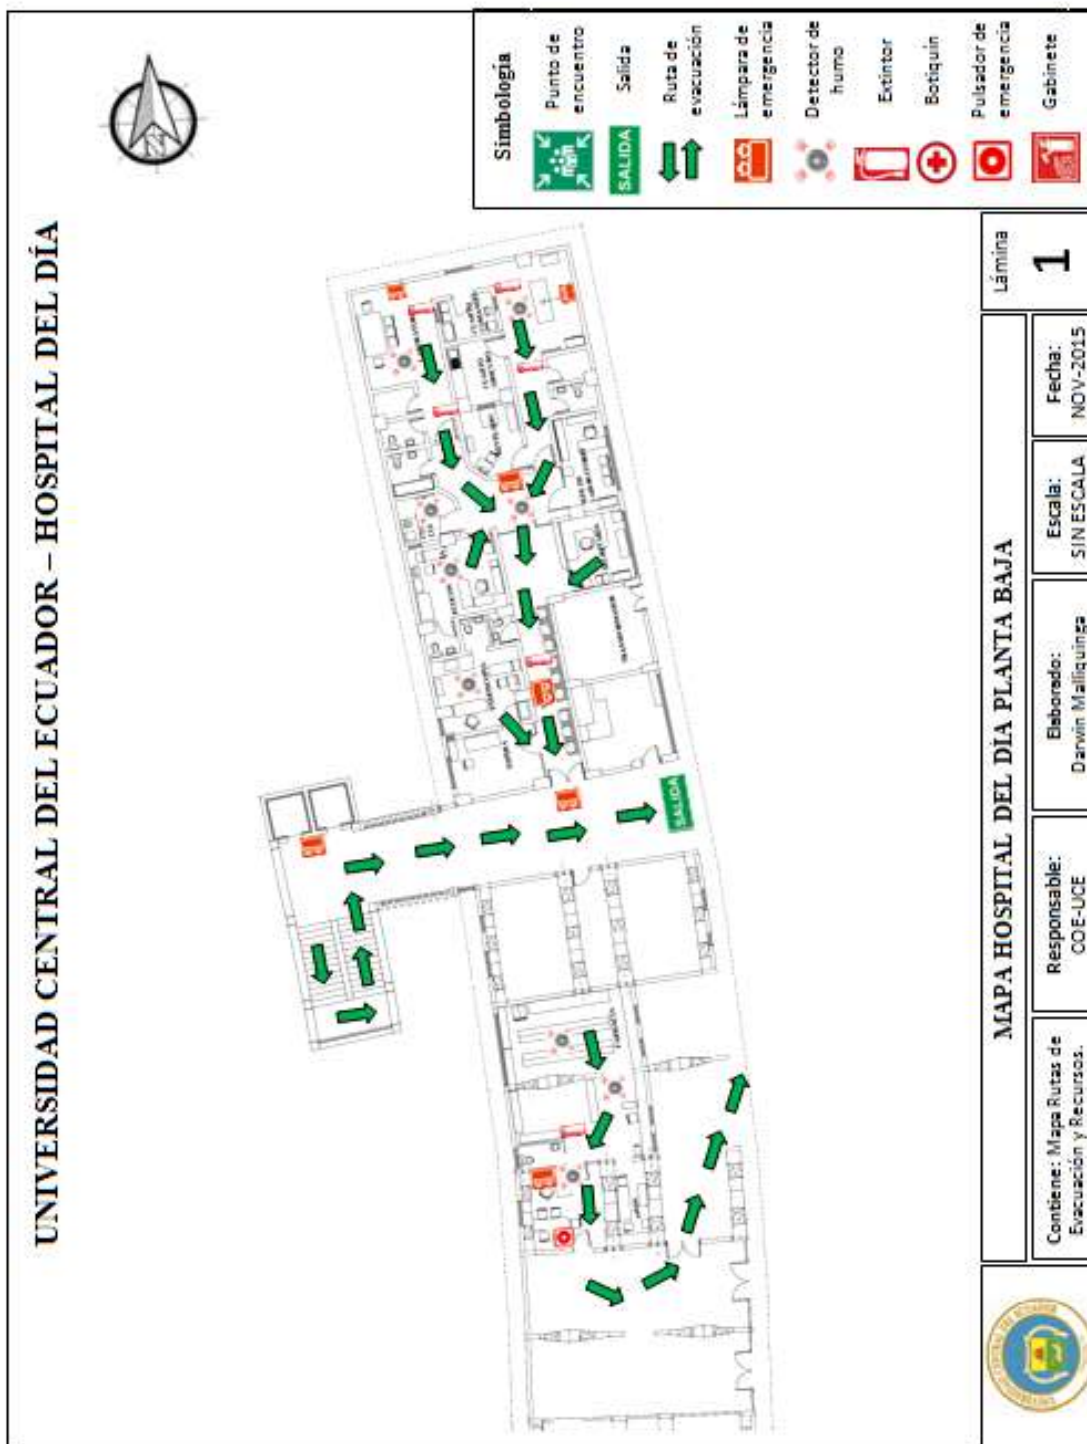 UNIVERSIDAD CENTRAL DEL ECUADOR – HOSPITAL DEL DÍA
N
Simbología
Punto de
encuentro
SALIDA
Salida
Ruta de
evacuación
Lámpara de
emergencia
Detector de
humo
Extintor
Botiquín
Pulsador de
emergencia
Gabinete
SALIDA
MAPA HOSPITAL DEL DÍA PLANTA BAJA
Lámina
1
Contiene: Mapa Rutas de
Evacuación y Recursos.
Responsable:
COE-UCE
Elaborado:
Darwin Malliquinga
Escala:
SIN ESCALA
Fecha:
NOV-2015